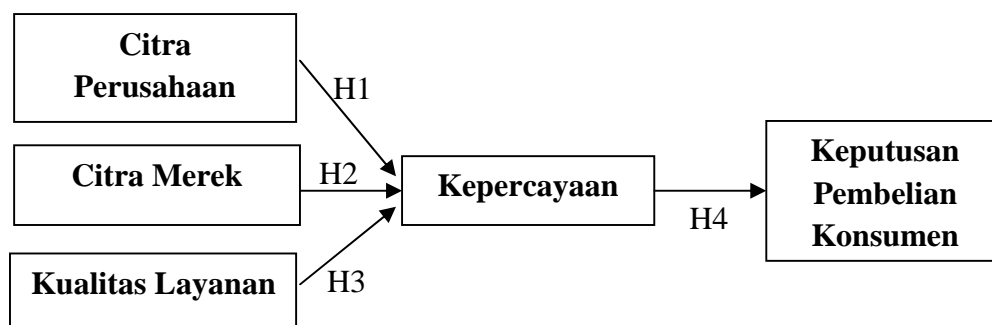 Citra
Perusahaan
H1
Citra Merek
H2
Kualitas Layanan
H3
Kepercayaan
H4
Keputusan
Pembelian
Konsumen